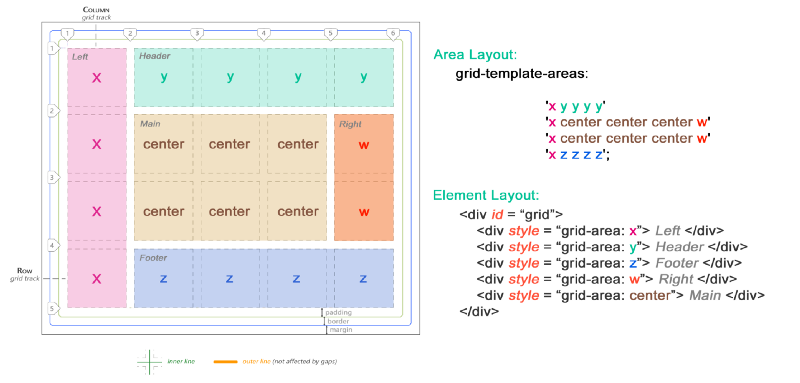 COLUMN
grid track
1 2 3 4 5 6
1
Left
Header
x y y y y
2
Main
Right
x center center center w
3
x center center center w
4
Footer
ROW
grid track
x z z z z
5
padding
border
margin
inner line
outer line (not affected by gaps)
Area Layout:
grid-template-areas:
'x y y y y'
'x center center center w'
'x center center center w'
'x z z z z';
Element Layout:
<div id = “grid”>
<div style = “grid-area: x”> Left </div>
<div style = “grid-area: y”> Header </div>
<div style = “grid-area: z”> Footer </div>
<div style = “grid-area: w”> Right </div>
<div style = “grid-area: center”> Main </div>
</div>